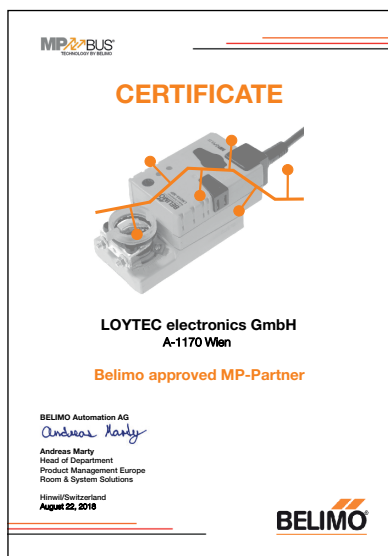 MP BUS®
TECHNOLOGY BY BELIMO
CERTIFICATE
BELIMO
LOYTEC electronics GmbH
A-1170 Wien
Belimo approved MP-Partner
BELIMO Automation AG
Andreas Marty
Andreas Marty
Head of Department
Product Management Europe
Room & System Solutions
Hinwil/Switzerland
August 22, 2018
BELIMO®